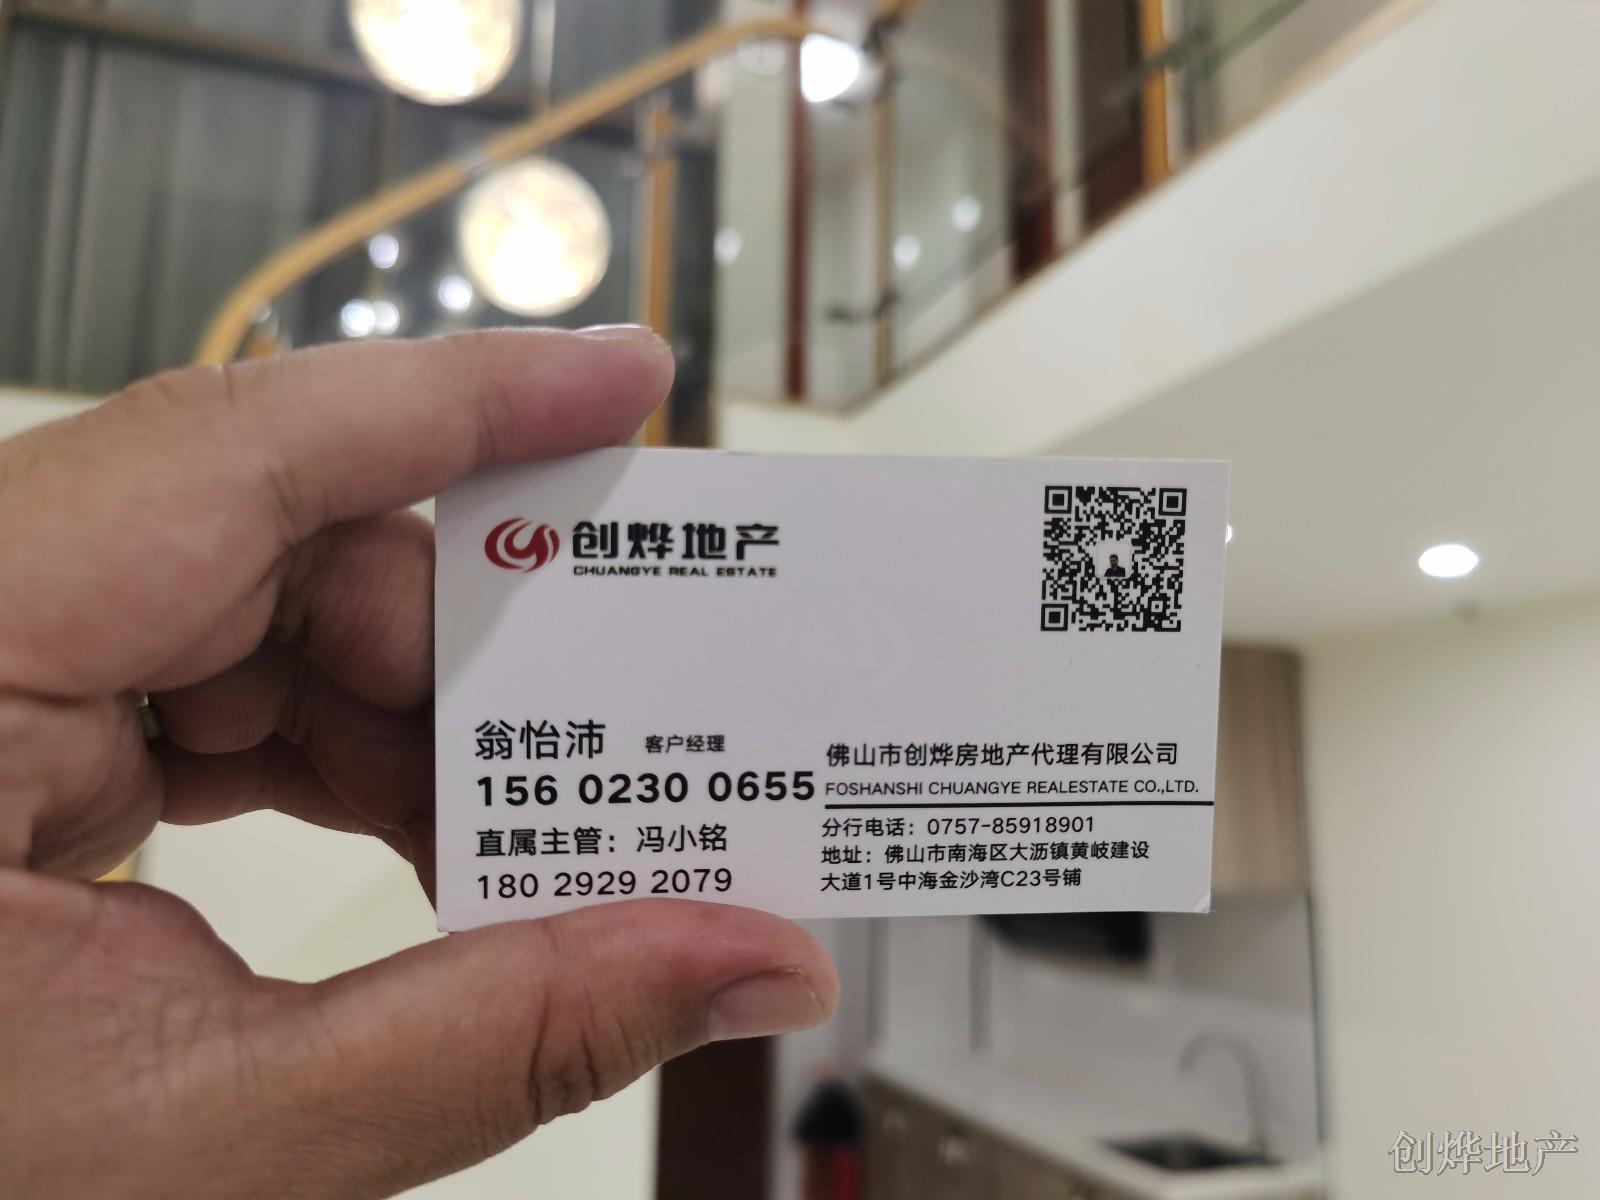 创烨地产
CHUANGYE REAL ESTATE
翁怡沛 客户经理
156 0230 0655
直属主管：冯小铭
180 2929 2079
佛山市创烨房地产代理有限公司
FOSHANSHI CHUANGYE REALESTATE CO.,LTD.
分行电话：0757-85918901
地址：佛山市南海区大沥镇黄岐建设
大道1号中海金沙湾C23号铺
创烨地产